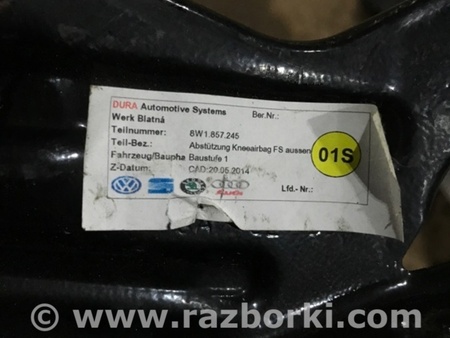 DURA Automotive Systems Ber.Nr.:
Werk Blatná
Teilnummer: 8W1.857.245
Teil-Bez.: Abstützung Kneeairbag FS aussen
Fahrzeug/Baupha Baustufe 1
Z-Datum: CAD:20.05.2014
Lfd.- Nr.:
01S
© www.razborki.com